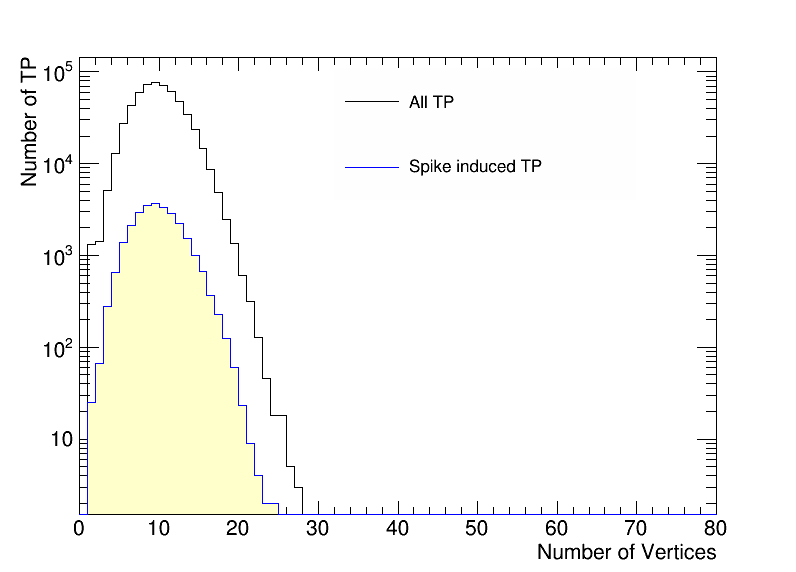 Number of TP
10^5
10^4
10^3
10^2
10
All TP
Spike induced TP
0 10 20 30 40 50 60 70 80
Number of Vertices